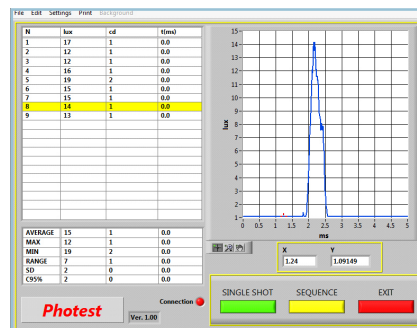 File Edit Settings Print Background
N lux cd t(ms)
1 17 1 0.0
2 12 1 0.0
3 12 1 0.0
4 16 1 0.0
5 19 2 0.0
6 15 1 0.0
7 15 1 0.0
8 14 1 0.0
9 13 1 0.0
AVERAGE 15 1 0.0
MAX 12 1 0.0
MIN 19 2 0.0
RANGE 7 1 0.0
SD 2 0 0.0
C95% 2 0 0.0
Photest
Connection
Ver. 1.00
15
14
13
12
11
10
9
8
7
6
5
4
3
2
1
lux
0 0.5 1 1.5 2 2.5 3 3.5 4 4.5 5
ms
X Y
1.24 1.09149
SINGLE SHOT SEQUENCE EXIT